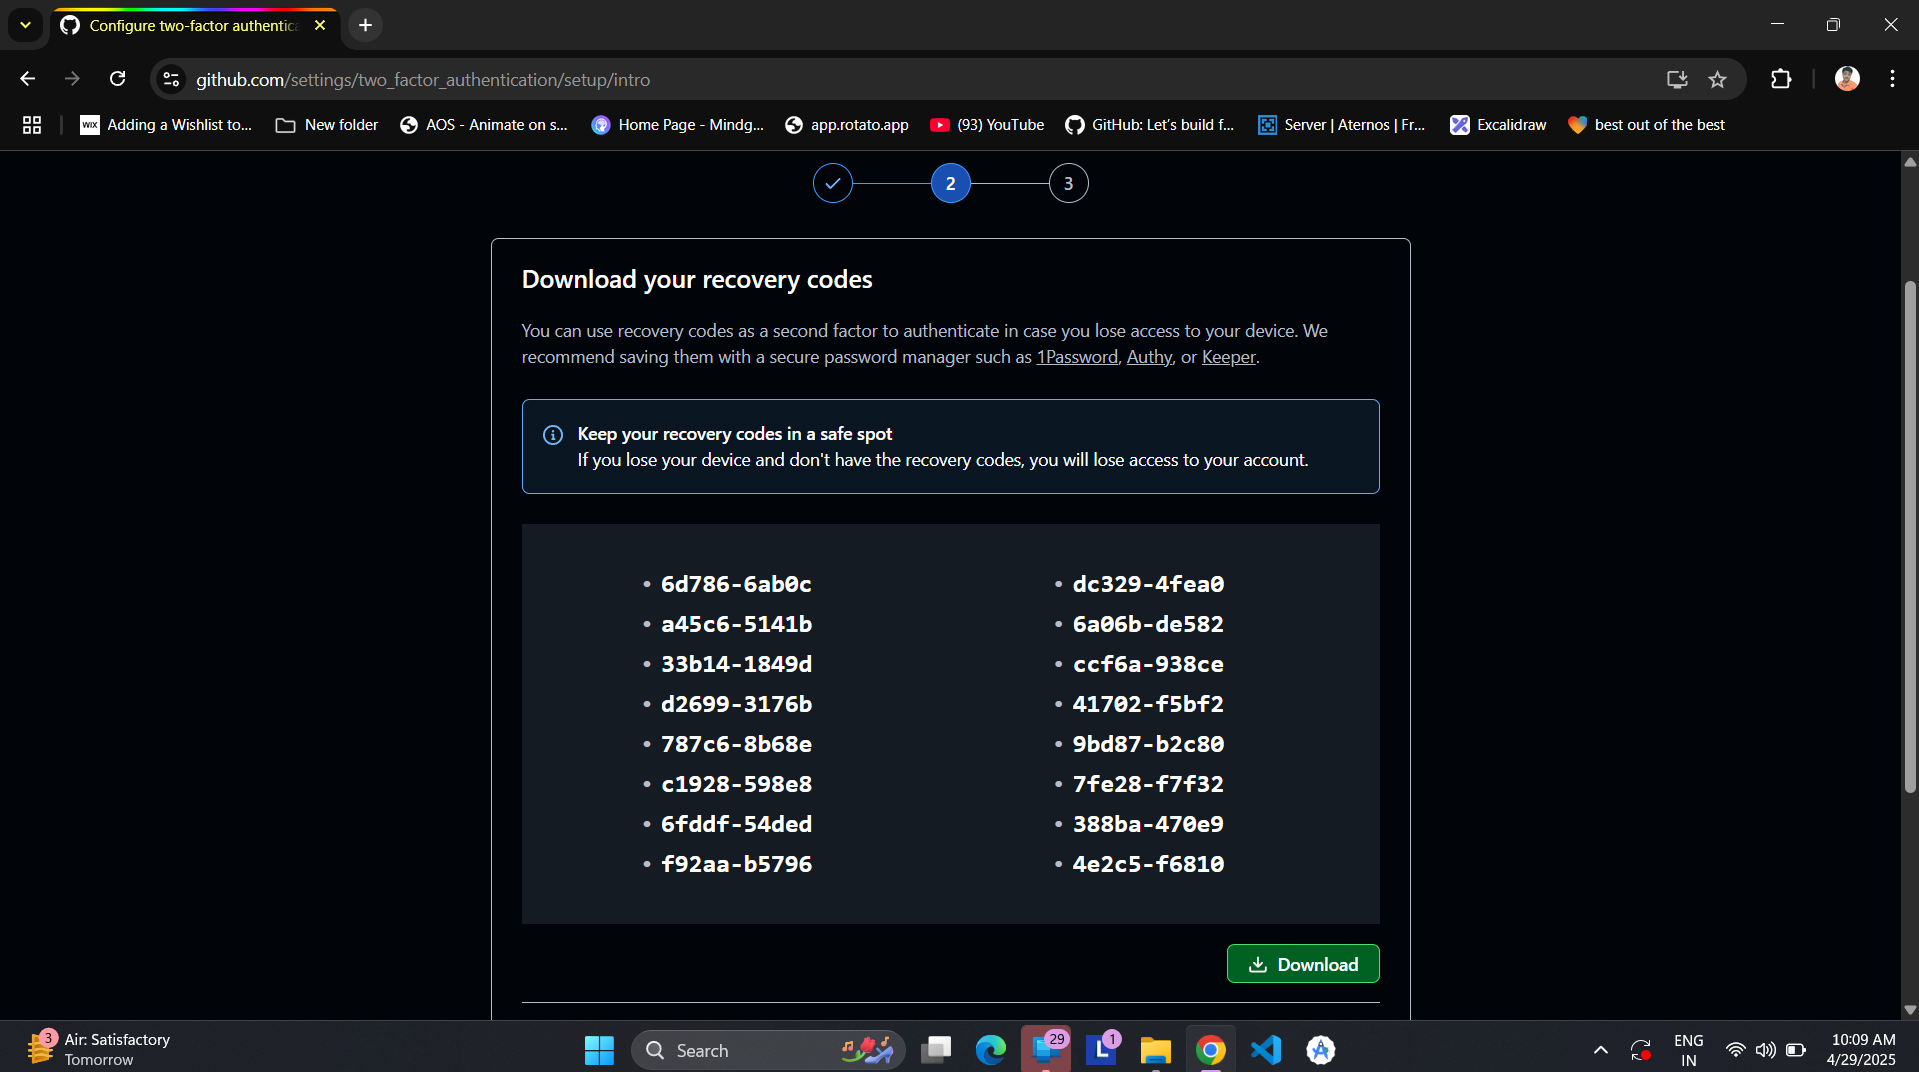 Configure two-factor authentica
github.com/settings/two_factor_authentication/setup/intro
WIX Adding a Wishlist to...
New folder
AOS - Animate on s...
Home Page - Mindg...
app.rotato.app
(93) YouTube
GitHub: Let's build f...
Server | Aternos | Fr...
Excalidraw
best out of the best
2
3
Download your recovery codes
You can use recovery codes as a second factor to authenticate in case you lose access to your device. We
recommend saving them with a secure password manager such as 1Password, Authy, or Keeper.
Keep your recovery codes in a safe spot
If you lose your device and don't have the recovery codes, you will lose access to your account.
• 6d786-6ab0c
• dc329-4fea0
• a45c6-5141b
• 6a06b-de582
• 33b14-1849d
• ccf6a-938ce
• d2699-3176b
• 41702-f5bf2
• 787c6-8b68e
• 9bd87-b2c80
• c1928-598e8
• 7fe28-f7f32
• 6fddf-54ded
• 388ba-470e9
• f92aa-b5796
• 4e2c5-f6810
Download
3
Air: Satisfactory
Tomorrow
Search
29
L
1
ENG
IN
10:09 AM
4/29/2025